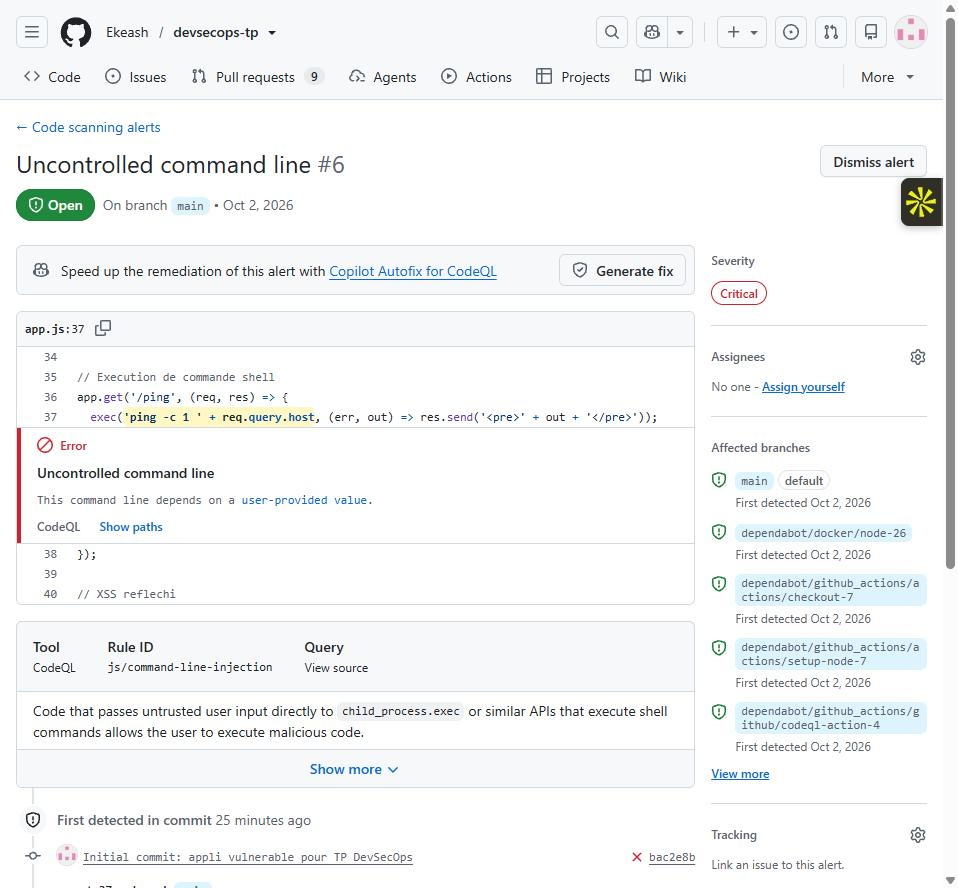 Ekeash / devsecops-tp
Code Issues Pull requests 9 Agents Actions Projects Wiki More
← Code scanning alerts
Uncontrolled command line #6
Dismiss alert
Open On branch main • Oct 2, 2026
Speed up the remediation of this alert with Copilot Autofix for CodeQL
Generate fix
app.js:37
34
35 // Execution de commande shell
36 app.get('/ping', (req, res) => {
37 exec('ping -c 1 ' + req.query.host, (err, out) => res.send('<pre>' + out + '</pre>'));
Error
Uncontrolled command line
This command line depends on a user-provided value.
CodeQL Show paths
38 });
39
40 // XSS reflechi
Tool Rule ID Query
CodeQL js/command-line-injection View source
Code that passes untrusted user input directly to child_process.exec or similar APIs that execute shell
commands allows the user to execute malicious code.
Show more
First detected in commit 25 minutes ago
Initial commit: appli vulnerable pour TP DevSecOps
bac2e8b
Severity
Critical
Assignees
No one - Assign yourself
Affected branches
main default
First detected Oct 2, 2026
dependabot/docker/node-26
First detected Oct 2, 2026
dependabot/github_actions/a
ctions/checkout-7
First detected Oct 2, 2026
dependabot/github_actions/a
ctions/setup-node-7
First detected Oct 2, 2026
dependabot/github_actions/g
ithub/codeql-action-4
First detected Oct 2, 2026
View more
Tracking
Link an issue to this alert.